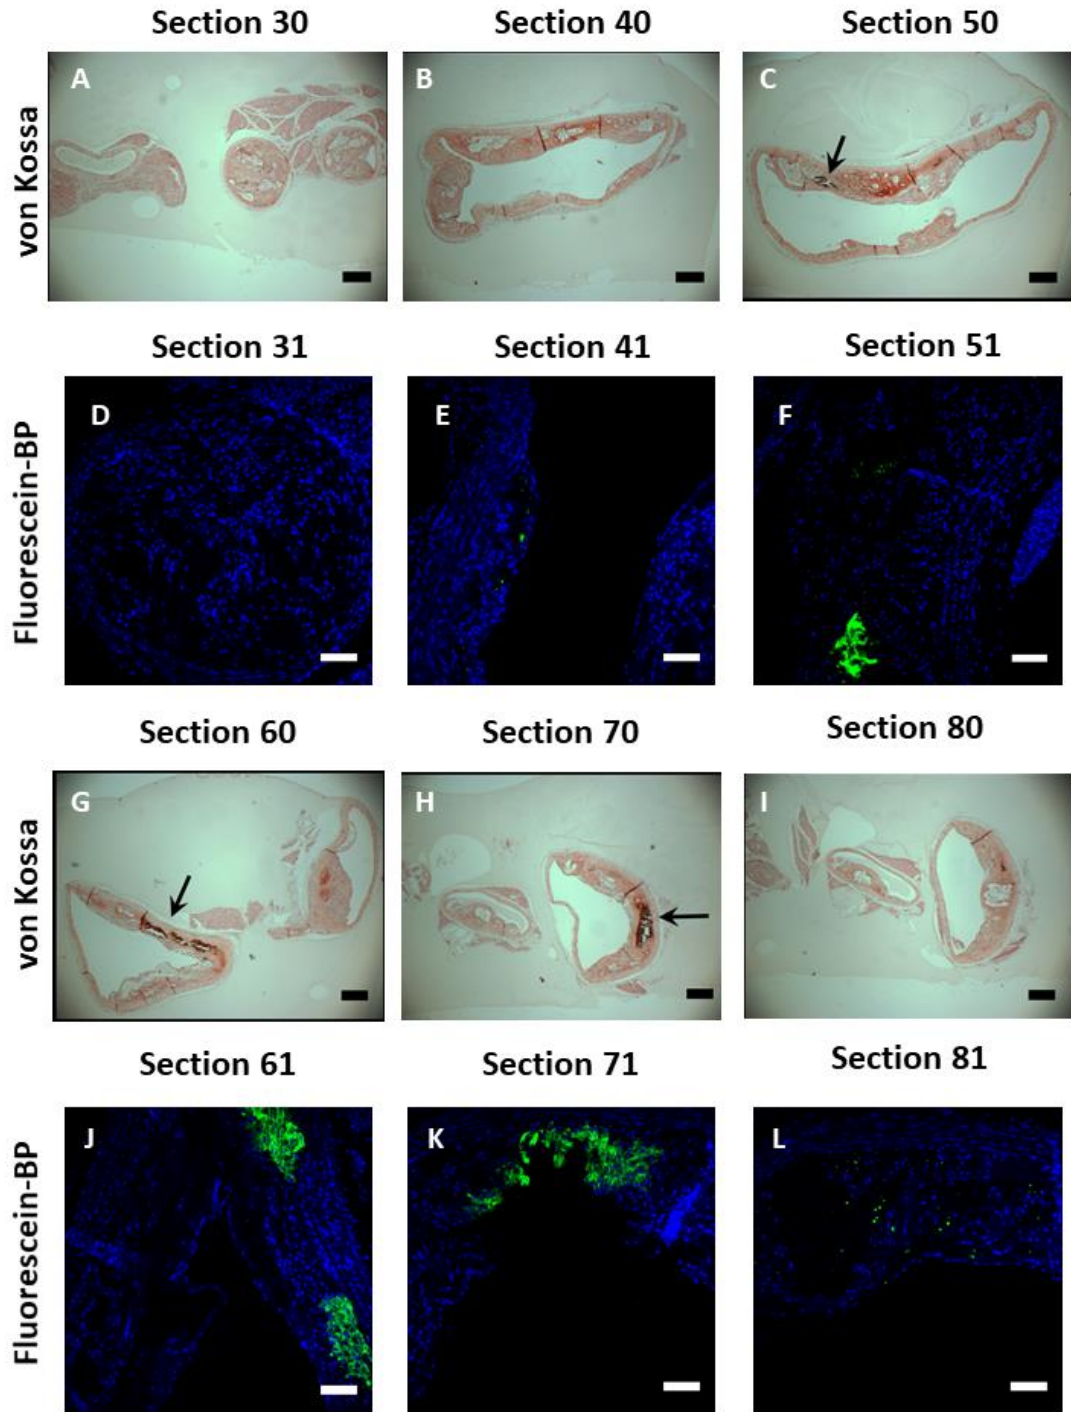 Section 30 Section 40 Section 50
von Kossa
A B C
Section 31 Section 41 Section 51
Fluorescein-BP
D E F
Section 60 Section 70 Section 80
von Kossa
G H I
Section 61 Section 71 Section 81
Fluorescein-BP
J K L